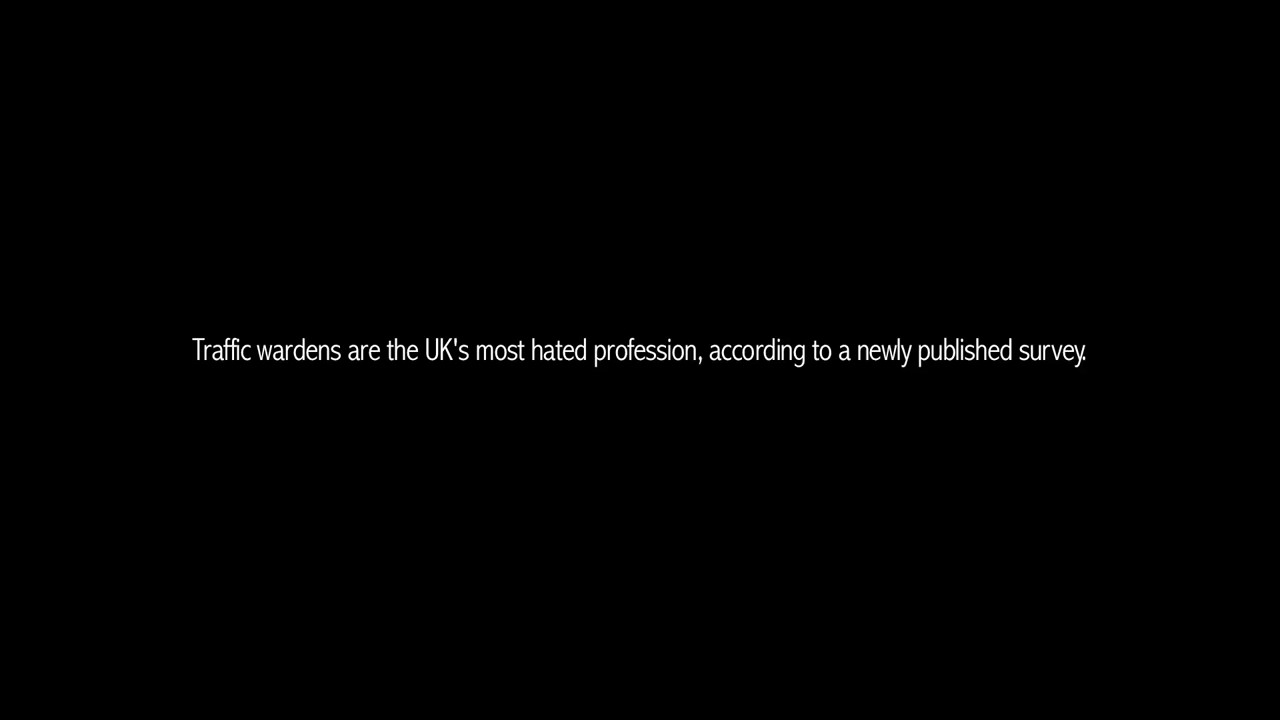 Traffic wardens are the UK's most hated profession, according to a newly published survey.